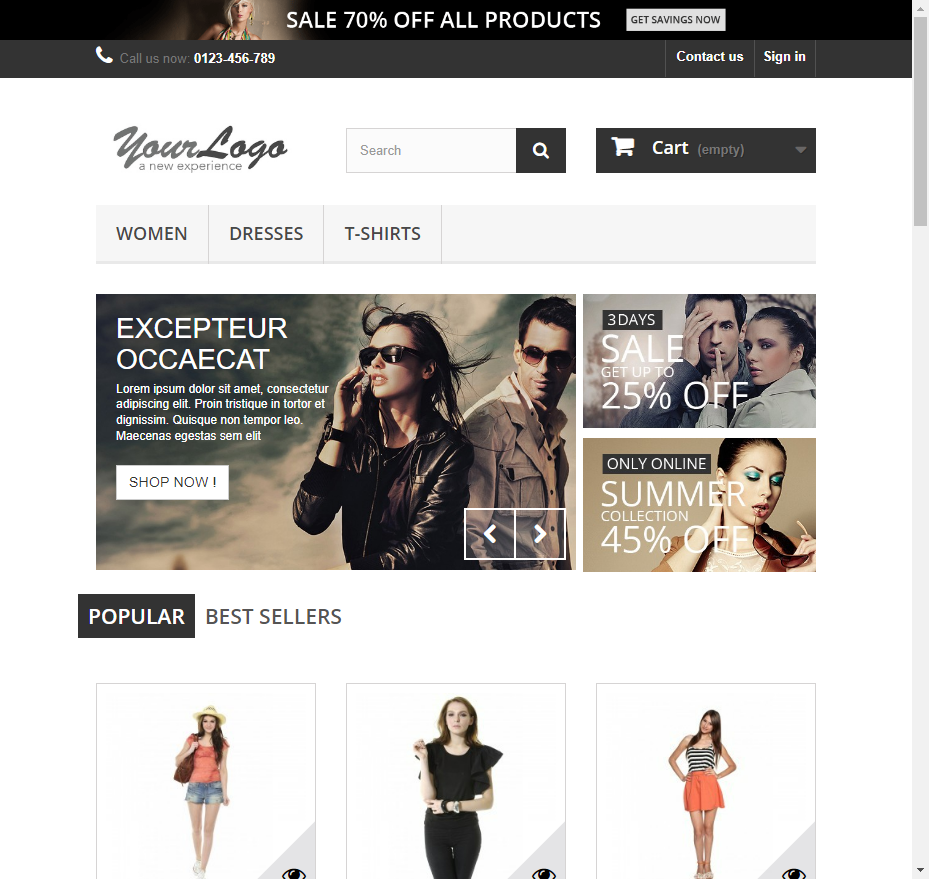 SALE 70% OFF ALL PRODUCTS GET SAVINGS NOW
Call us now: 0123-456-789 Contact us Sign in
YourLogo
a new experience
Search
Cart (empty)
WOMEN DRESSES T-SHIRTS
EXCEPTEUR
OCCAECAT
Lorem ipsum dolor sit amet, consectetur
adipiscing elit. Proin tristique in tortor et
dignissim. Quisque non tempor leo.
Maecenas egestas sem elit
SHOP NOW !
3 DAYS
SALE
GET UP TO
25% OFF
ONLY ONLINE
SUMMER
COLLECTION
45% OFF
POPULAR BEST SELLERS